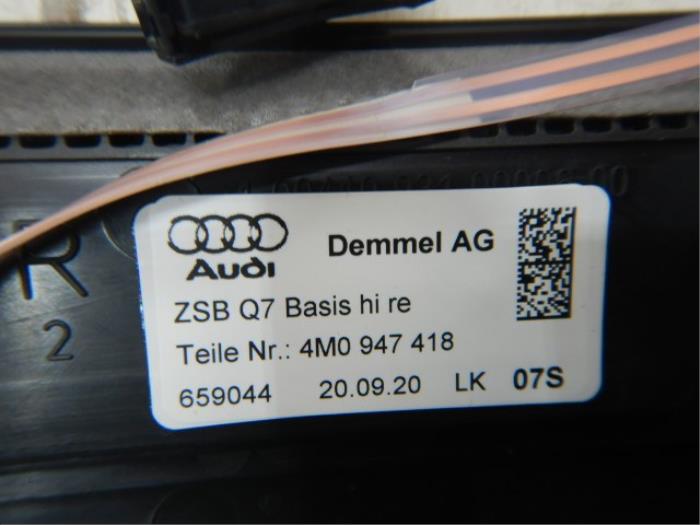 Audi
Demmel AG
ZSB Q7 Basis hi re
Teile Nr.: 4M0 947 418
659044 20.09.20 LK 07S
R
2